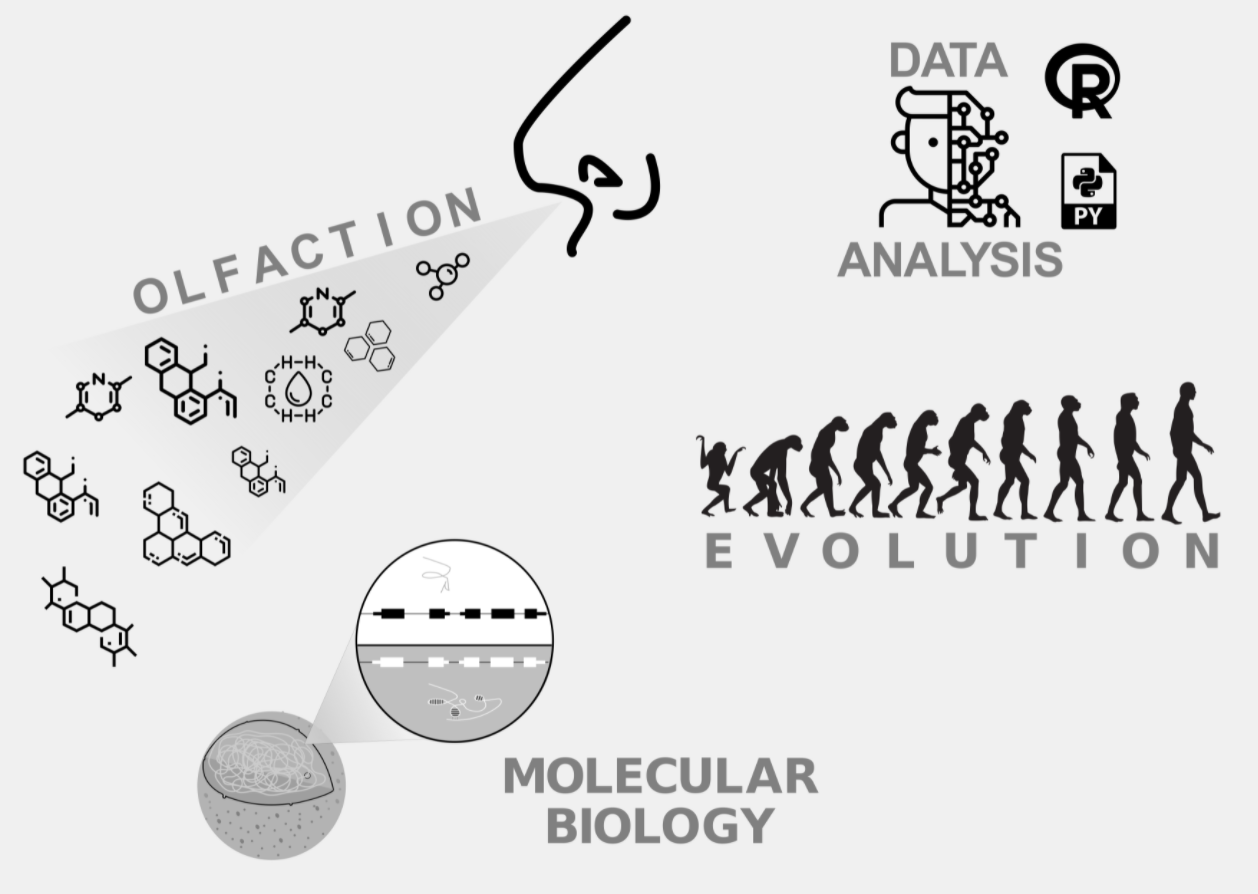 DATA
R
PY
ANALYSIS
OLFACTION
N
N
C H H C
C H H C
EVOLUTION
MOLECULAR
BIOLOGY